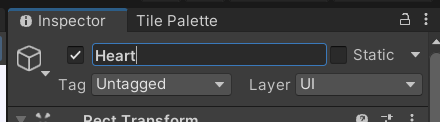 Inspector Tile Palette
Heart Static
Tag Untagged Layer UI
Rect Transform